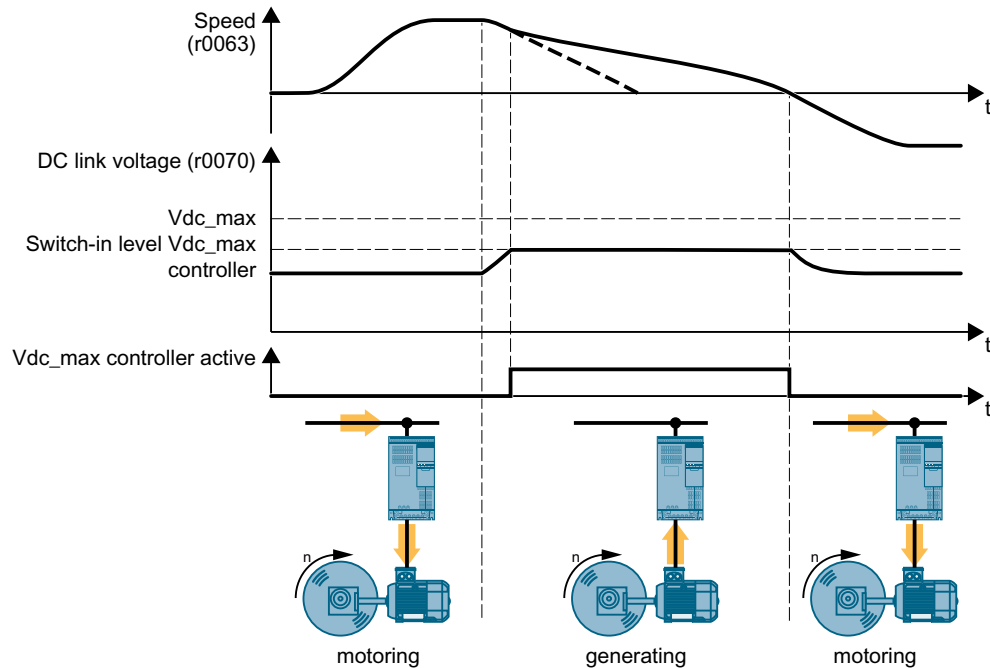 Speed
(r0063)
t
DC link voltage (r0070)
Vdc_max
Switch-in level Vdc_max
controller
t
Vdc_max controller active
t
n
n
n
motoring
generating
motoring